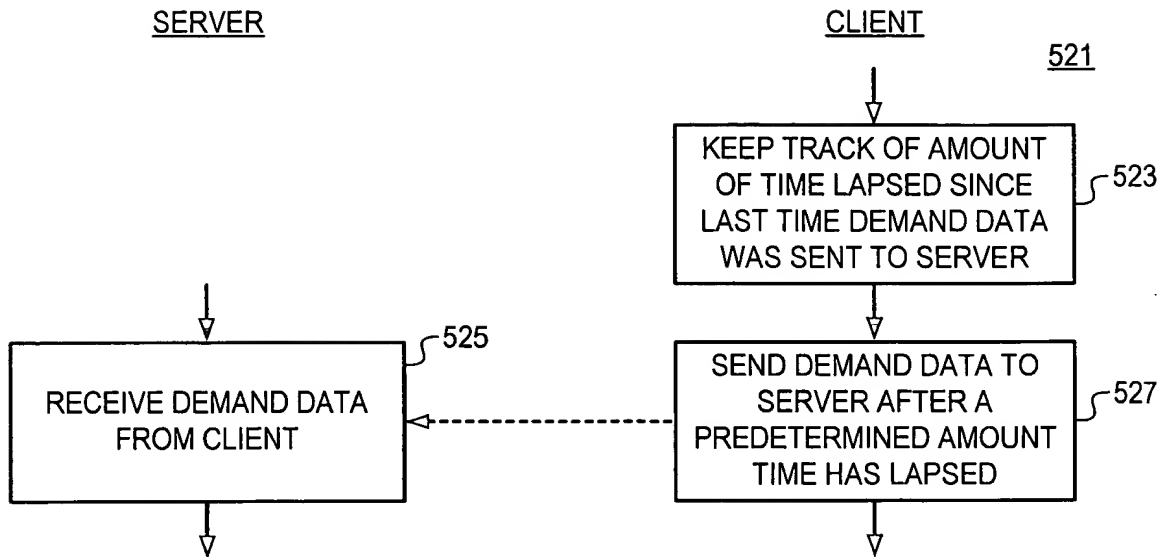 SERVER
CLIENT
521
KEEP TRACK OF AMOUNT
OF TIME LAPSED SINCE
LAST TIME DEMAND DATA
WAS SENT TO SERVER
523
525
RECEIVE DEMAND DATA
FROM CLIENT
SEND DEMAND DATA TO
SERVER AFTER A
PREDETERMINED AMOUNT
TIME HAS LAPSED
527